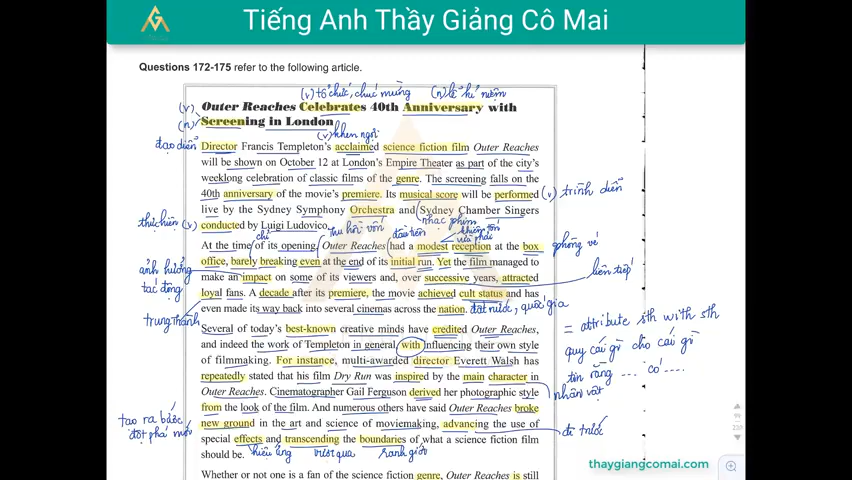 Tiếng Anh Thầy Giảng Cô Mai
Questions 172-175 refer to the following article.
(v) tổ chức, chúc mừng (n) lễ kỉ niệm
(v) Outer Reaches Celebrates 40th Anniversary with
(n) Screening in London
(v) khen ngợi
đạo diễn Director Francis Templeton's acclaimed science fiction film Outer Reaches
will be shown on October 12 at London's Empire Theater as part of the city's
weeklong celebration of classic films of the genre. The screening falls on the
40th anniversary of the movie's premiere. Its musical score will be performed (v) trình diễn
live by the Sydney Symphony Orchestra and Sydney Chamber Singers
nhạc phim
thực hiện (v) conducted by Luigi Ludovico.
chỉ thu hồi vốn đầu tiên khiêm tốn
At the time of its opening, Outer Reaches had a modest reception at the box phòng vé
office, barely breaking even at the end of its initial run. Yet the film managed to
ảnh hưởng make an impact on some of its viewers and, over successive years, attracted liên tiếp
tác động
loyal fans. A decade after its premiere, the movie achieved cult status and has
even made its way back into several cinemas across the nation. đất nước, quốc gia
trung thành
Several of today's best-known creative minds have credited Outer Reaches, = attribute sth with sth
and indeed the work of Templeton in general, with influencing their own style quy cái gì cho cái gì
of filmmaking. For instance, multi-awarded director Everett Walsh has tin rằng .... có ....
repeatedly stated that his film Dry Run was inspired by the main character in
Outer Reaches. Cinematographer Gail Ferguson derived her photographic style nhân vật
from the look of the film. And numerous others have said Outer Reaches broke
tạo ra bước new ground in the art and science of moviemaking, advancing the use of đi trước
đột phá mới
special effects and transcending the boundaries of what a science fiction film
should be. hiệu ứng vượt qua ranh giới
Whether or not one is a fan of the science fiction genre, Outer Reaches is still
thaygiangcomai.com